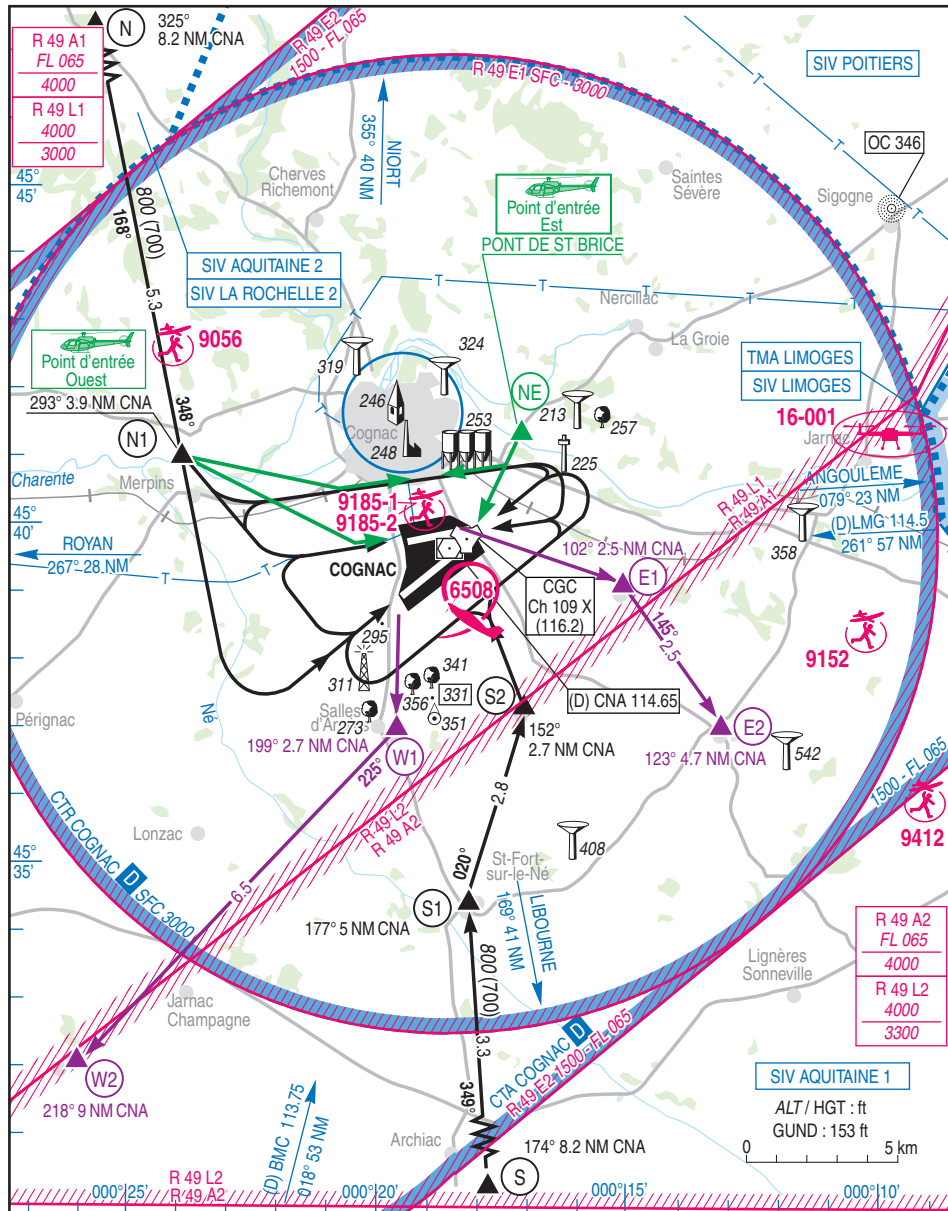 N
325°
8.2 NM CNA
R 49 A1
FL 065
4000
R 49 L1
4000
3000
R 49 E2
1500 - FL 065
R 49 E1 SFC - 3000
SIV POITIERS
OC 346
NIORT
355° 40 NM
Cherves
Richemont
Saintes
Sévère
Sigogne
45°
45'
800 (700)
168°
5.3
348°
Point d'entrée
Est
PONT DE ST BRICE
SIV AQUITAINE 2
SIV LA ROCHELLE 2
T
T
T
T
T
T
T
T
T
Nercillac
La Groie
9056
Point d'entrée
Ouest
293° 3.9 NM CNA
319
324
246
Cognac
248
253
NE
213
257
225
TMA LIMOGES
SIV LIMOGES
16-001
Jarnac
N1
Charente
Merpins
ANGOULEME
079° 23 NM
R 49 L1
R 49 A1
9185-1
9185-2
45°
40'
ROYAN
267° 28 NM
(D)LMG 114.5
261° 57 NM
358
102° 2.5 NM CNA
COGNAC
E1
CGC
Ch 109 X
(116.2)
6508
145°
2.5
9152
295
311
341
331
356
351
273
Salles
S2
(D) CNA 114.65
152°
2.7 NM CNA
E2
123° 4.7 NM CNA
542
Pérignac
Né
199° 2.7 NM CNA
W1
225°
2.8
1500 - FL 065
9412
R 49 L2
R 49 A2
Lonzac
408
45°
35'
CTR COGNAC D SFC 3000
6.5
020°
St-Fort-
sur-le-Né
S1
177° 5 NM CNA
LIBOURNE
169° 41 NM
R 49 A2
FL 065
4000
R 49 L2
4000
3300
Lignères
Sonneville
Jarnac
Champagne
800 (700)
3.3
349°
W2
218° 9 NM CNA
CTA COGNAC D
R 49 E2 1500 - FL 065
SIV AQUITAINE 1
ALT / HGT : ft
GUND : 153 ft
0 5 km
(D) BMC 113.75
018° 53 NM
Archiac
174° 8.2 NM CNA
S
R 49 L2
R 49 A2
000°25'
000°20'
000°15'
000°10'